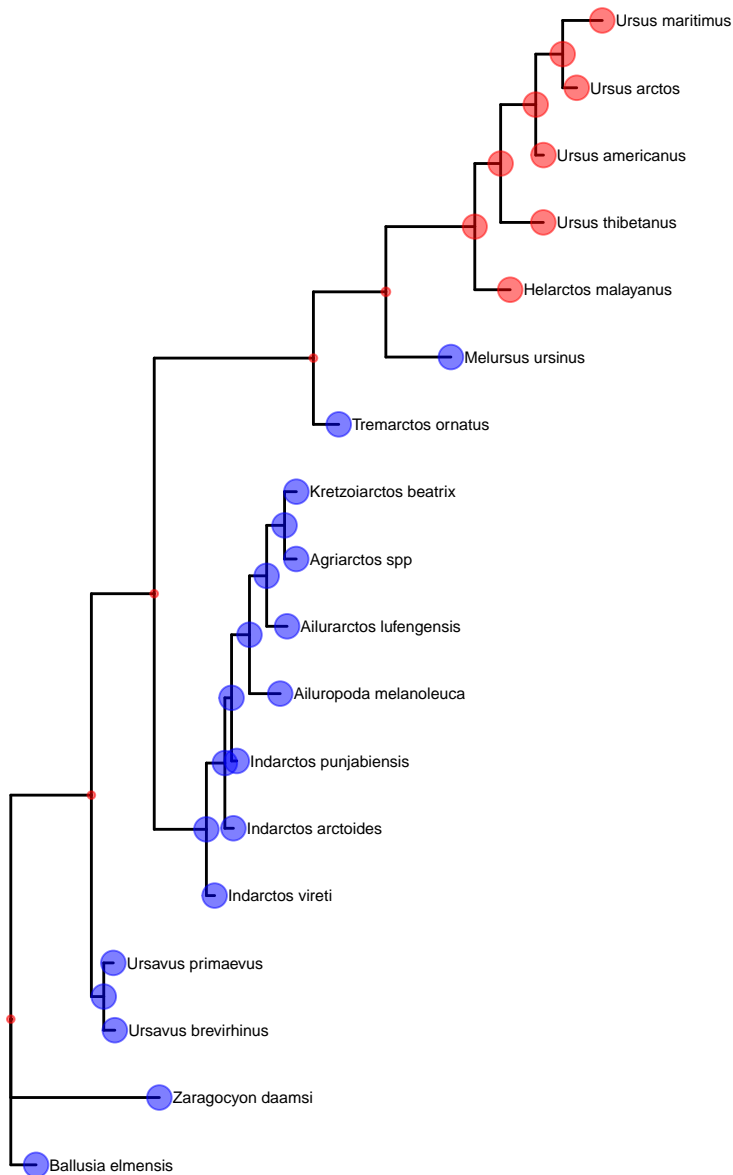 Ursus maritimus
Ursus arctos
Ursus americanus
Ursus thibetanus
Helarctos malayanus
Melursus ursinus
Tremarctos ornatus
Kretzoiarctos beatrix
Agriarctos spp
Ailurarctos lufengensis
Ailuropoda melanoleuca
Indarctos punjabiensis
Indarctos arctoides
Indarctos vireti
Ursavus primaevus
Ursavus brevirhinus
Zaragocyon daamsi
Ballusia elmensis